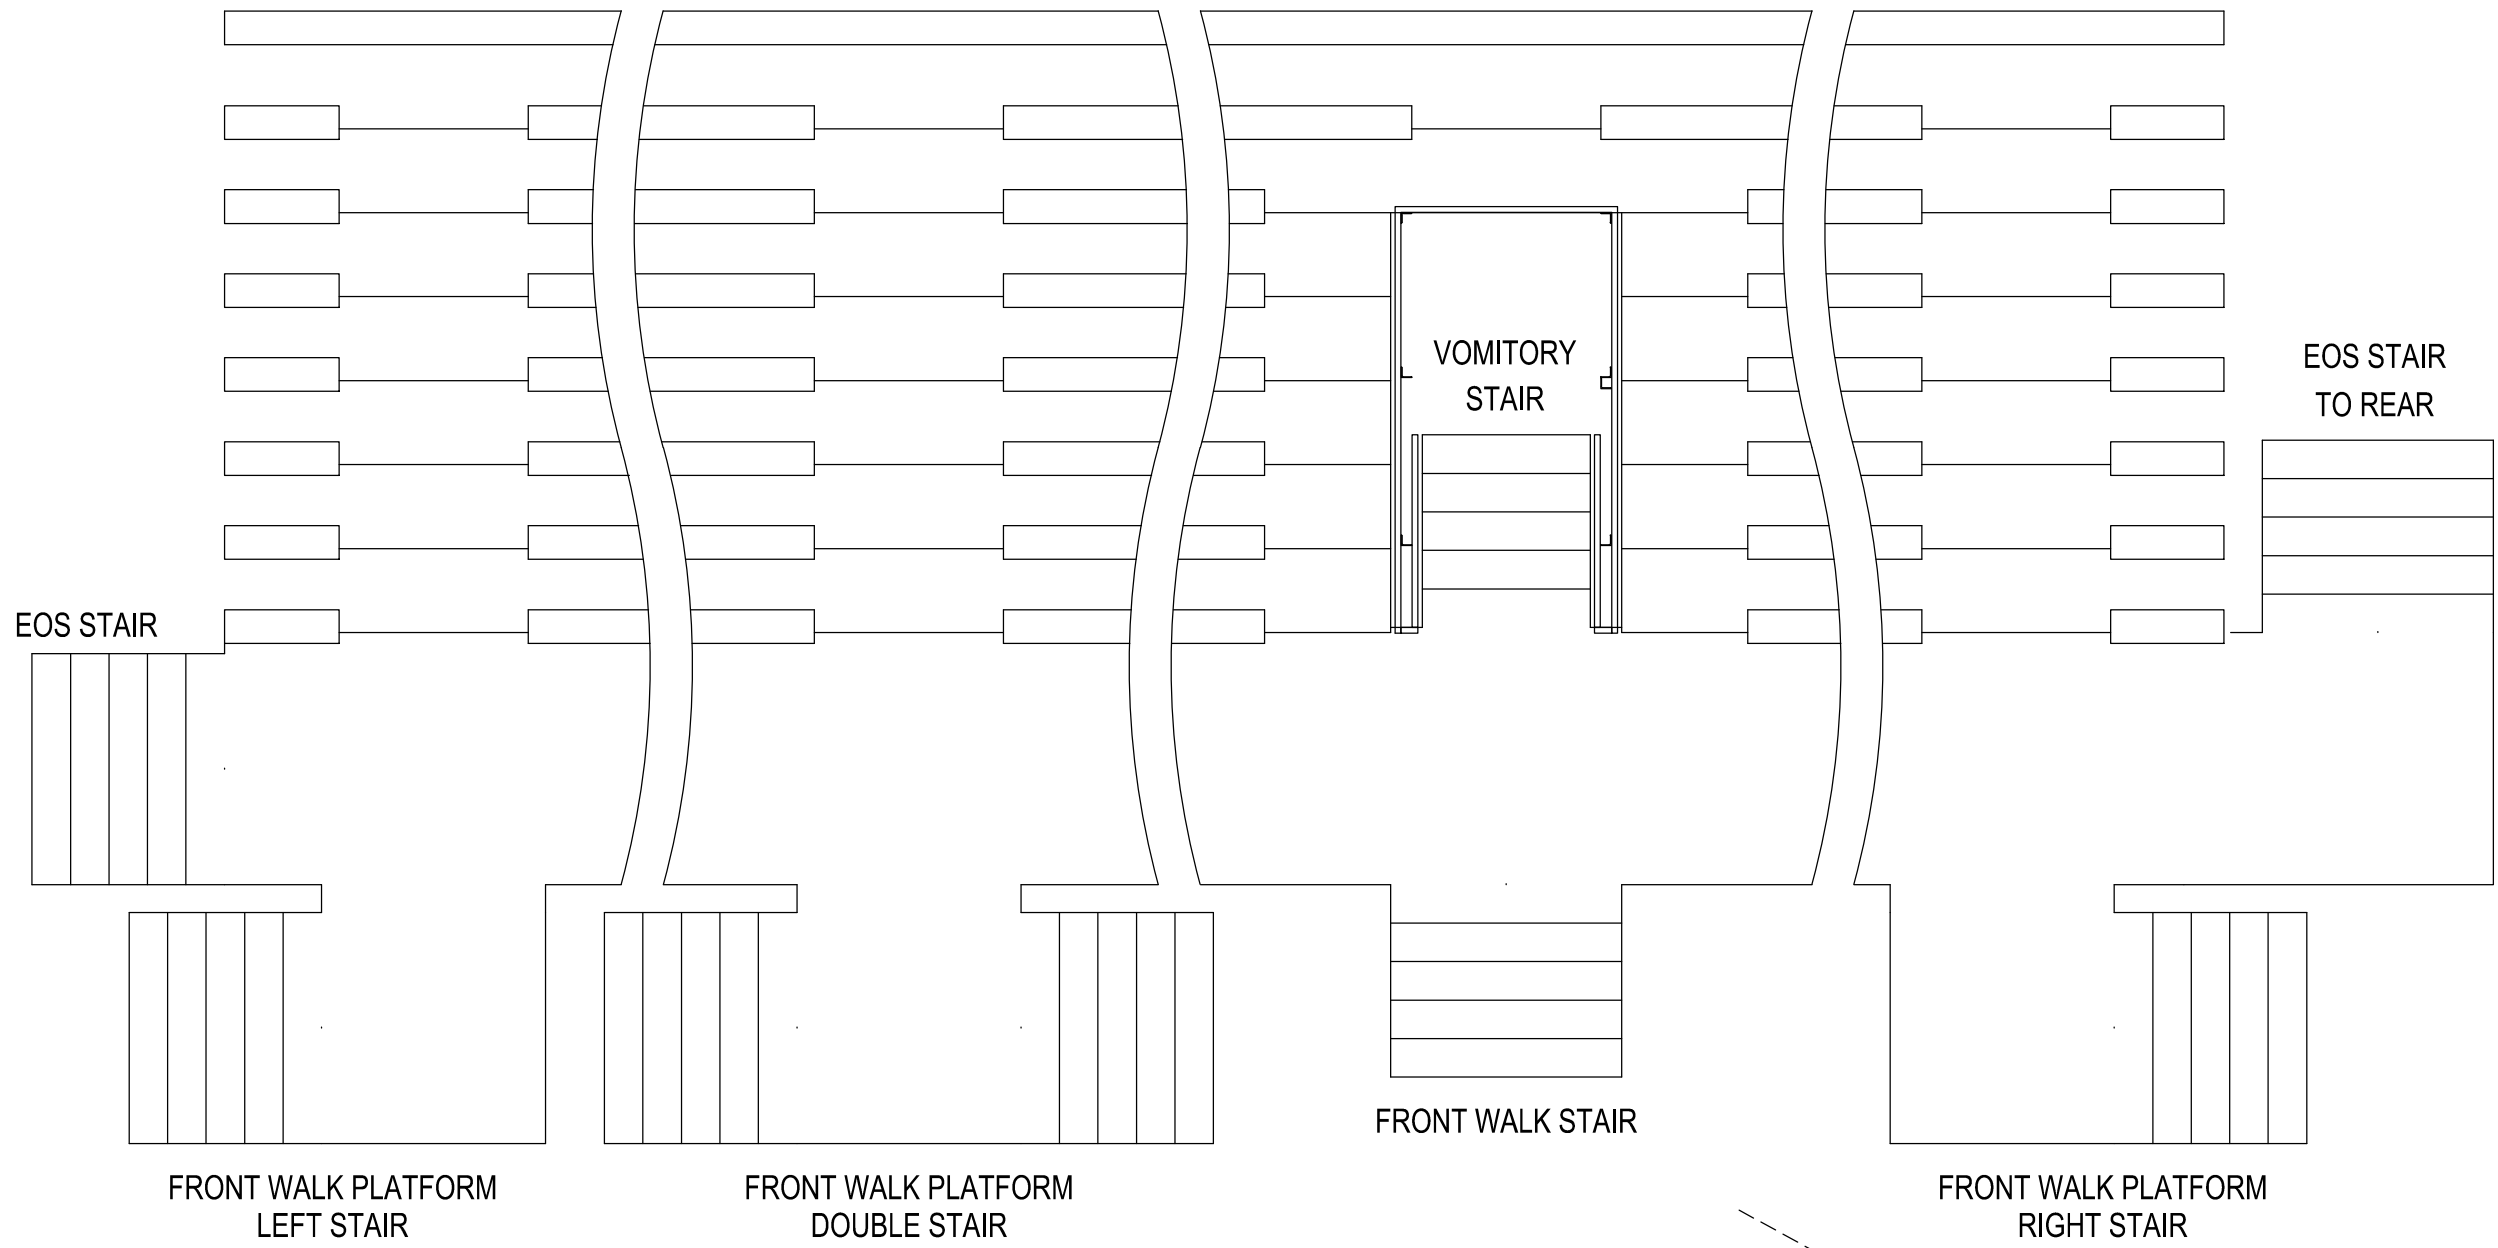 VOMITORY
STAIR
EOS STAIR
TO REAR
EOS STAIR
FRONT WALK STAIR
FRONT WALK PLATFORM
LEFT STAIR
FRONT WALK PLATFORM
DOUBLE STAIR
FRONT WALK PLATFORM
RIGHT STAIR